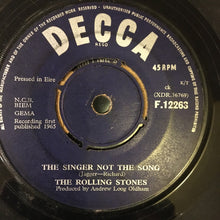 DECCA
REGD
45 RPM
Pressed in Eire
K/T
ck
(XDR.36769)
F.12263
N.C.B.
BIEM
GEMA
Recording first
published 1965
THE SINGER NOT THE SONG
(Jagger—Richard)
THE ROLLING STONES
Produced by Andrew Loog Oldham